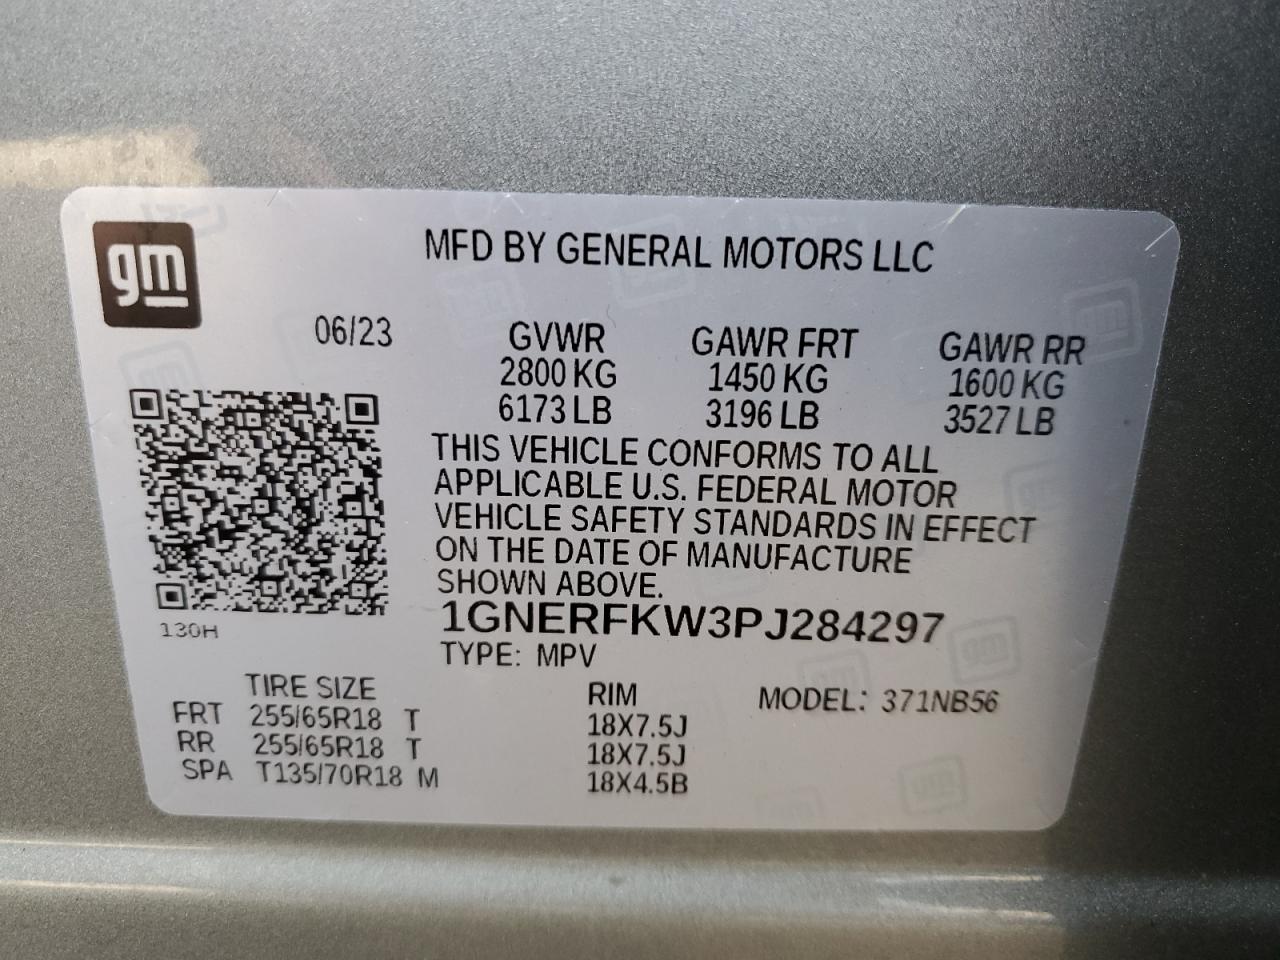 gm
MFD BY GENERAL MOTORS LLC
06/23
GVWR GAWR FRT GAWR RR
2800 KG 1450 KG 1600 KG
6173 LB 3196 LB 3527 LB
THIS VEHICLE CONFORMS TO ALL
APPLICABLE U.S. FEDERAL MOTOR
VEHICLE SAFETY STANDARDS IN EFFECT
ON THE DATE OF MANUFACTURE
SHOWN ABOVE.
1GNERFKW3PJ284297
130H
TYPE: MPV
TIRE SIZE RIM MODEL: 371NB56
FRT 255/65R18 T 18X7.5J
RR 255/65R18 T 18X7.5J
SPA T135/70R18 M 18X4.5B